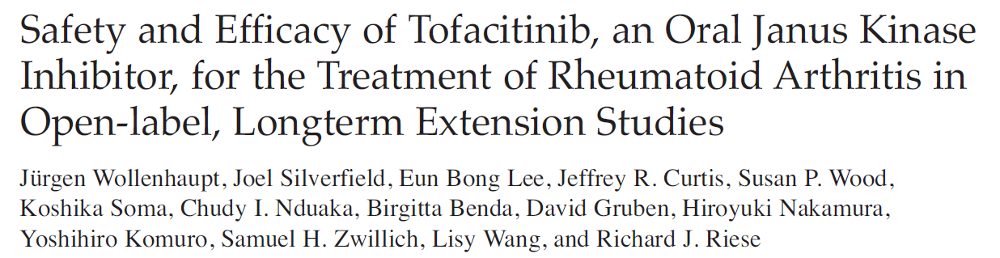 Safety and Efficacy of Tofacitinib, an Oral Janus Kinase
Inhibitor, for the Treatment of Rheumatoid Arthritis in
Open-label, Longterm Extension Studies
Jürgen Wollenhaupt, Joel Silverfield, Eun Bong Lee, Jeffrey R. Curtis, Susan P. Wood,
Koshika Soma, Chudy I. Nduaka, Birgitta Benda, David Gruben, Hiroyuki Nakamura,
Yoshihiro Komuro, Samuel H. Zwillich, Lisy Wang, and Richard J. Riese